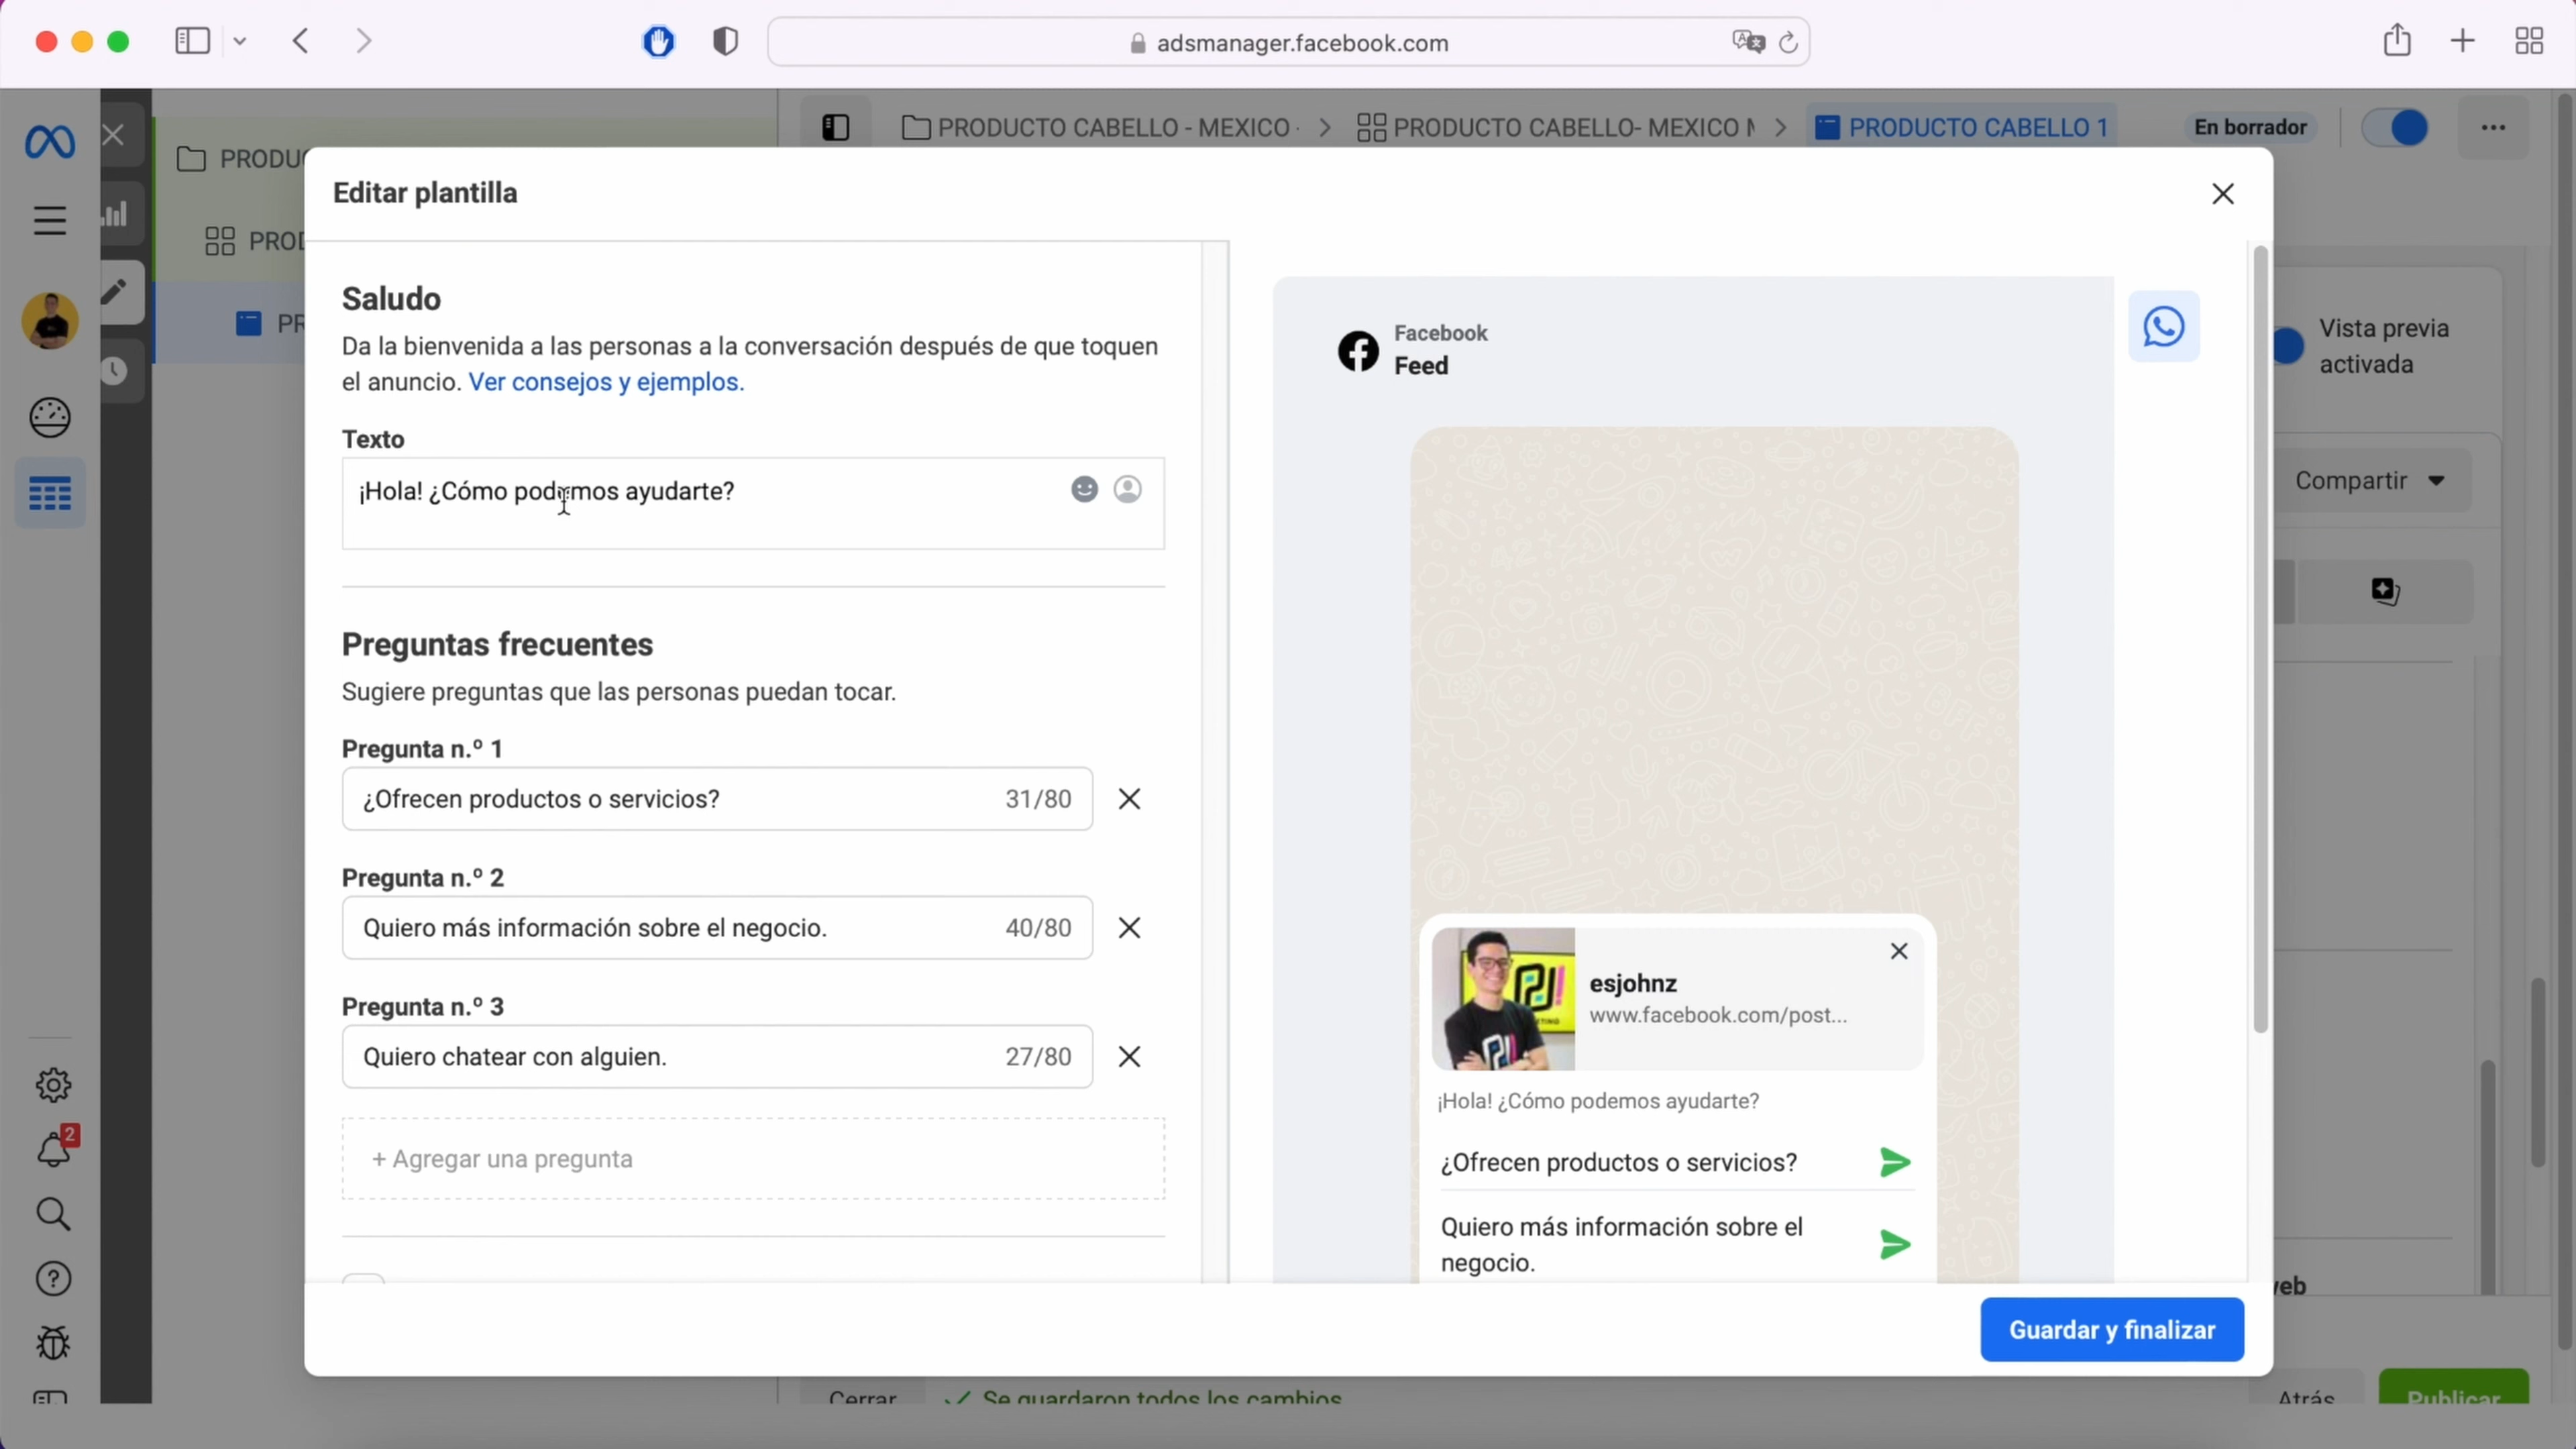 adsmanager.facebook.com
PRODUCTO CABELLO - MEXICO
PRODUCTO CABELLO- MEXICO
PRODUCTO CABELLO 1
En borrador
Editar plantilla
Saludo
Da la bienvenida a las personas a la conversación después de que toquen
el anuncio. Ver consejos y ejemplos.
Texto
¡Hola! ¿Cómo podemos ayudarte?
Preguntas frecuentes
Sugiere preguntas que las personas puedan tocar.
Pregunta n.º 1
¿Ofrecen productos o servicios? 31/80
Pregunta n.º 2
Quiero más información sobre el negocio. 40/80
Pregunta n.º 3
Quiero chatear con alguien. 27/80
+ Agregar una pregunta
Facebook
Feed
esjohnz
www.facebook.com/post...
¡Hola! ¿Cómo podemos ayudarte?
¿Ofrecen productos o servicios?
Quiero más información sobre el
negocio.
Guardar y finalizar
Vista previa
activada
Compartir
2
Cerrar
Se guardaron todos los cambios
Atrás
Publicar